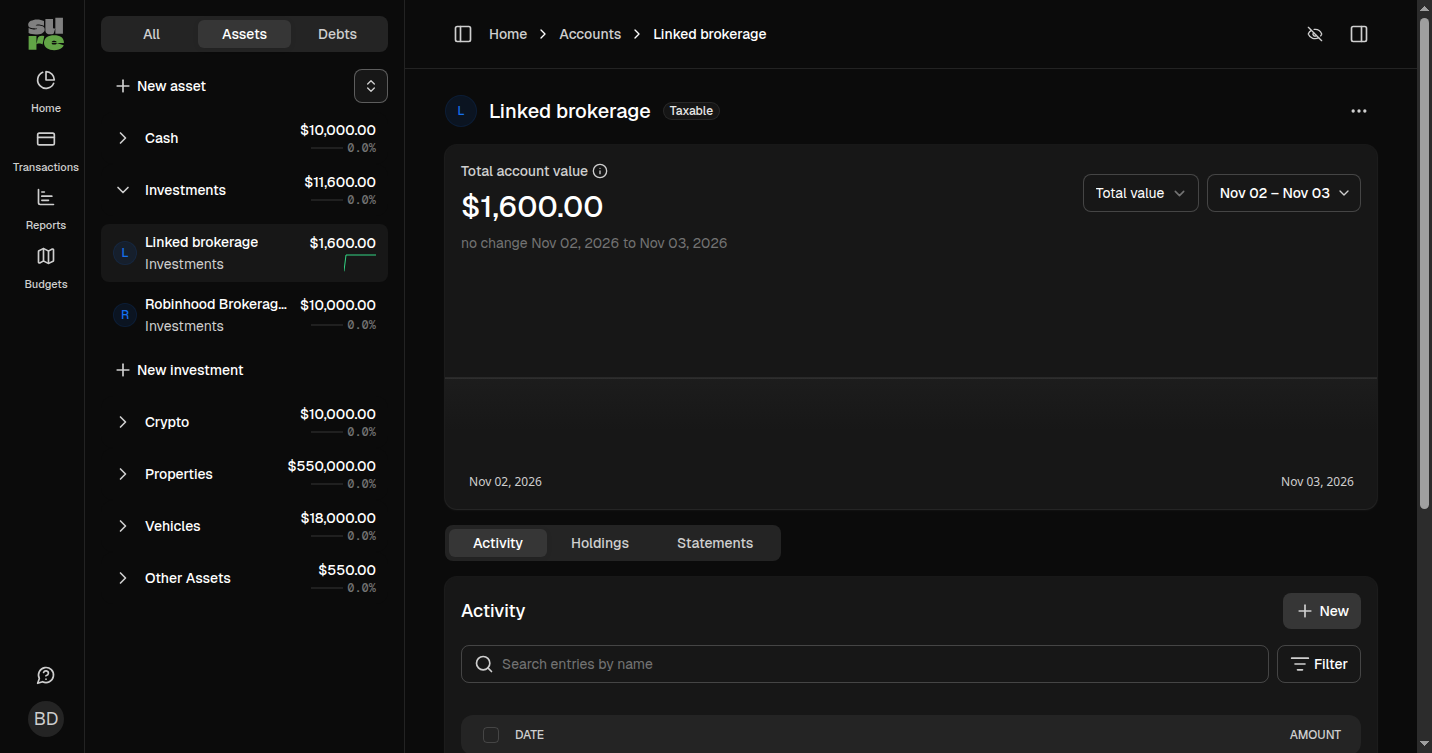 sure
Home
Transactions
Reports
Budgets
BD
All Assets Debts
New asset
Cash $10,000.00
0.0%
Investments $11,600.00
0.0%
L Linked brokerage $1,600.00
Investments
R Robinhood Brokerag... $10,000.00
Investments 0.0%
New investment
Crypto $10,000.00
0.0%
Properties $550,000.00
0.0%
Vehicles $18,000.00
0.0%
Other Assets $550.00
0.0%
Home > Accounts > Linked brokerage
L Linked brokerage Taxable
Total account value
$1,600.00
no change Nov 02, 2026 to Nov 03, 2026
Total value Nov 02 – Nov 03
Nov 02, 2026 Nov 03, 2026
Activity Holdings Statements
Activity
New
Search entries by name
Filter
DATE AMOUNT